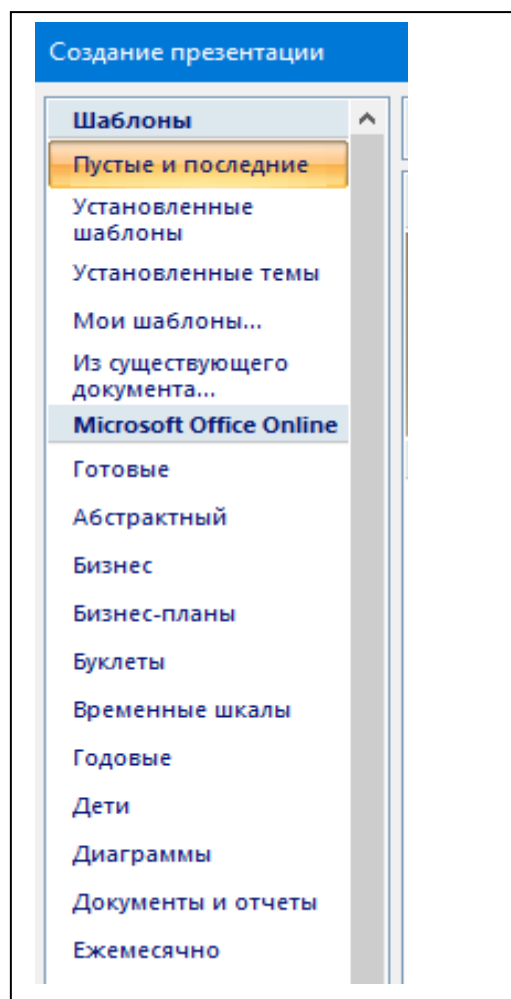 Создание презентации
Шаблоны
Пустые и последние
Установленные
шаблоны
Установленные темы
Мои шаблоны...
Из существующего
документа...
Microsoft Office Online
Готовые
Абстрактный
Бизнес
Бизнес-планы
Буклеты
Временные шкалы
Годовые
Дети
Диаграммы
Документы и отчеты
Ежемесячно